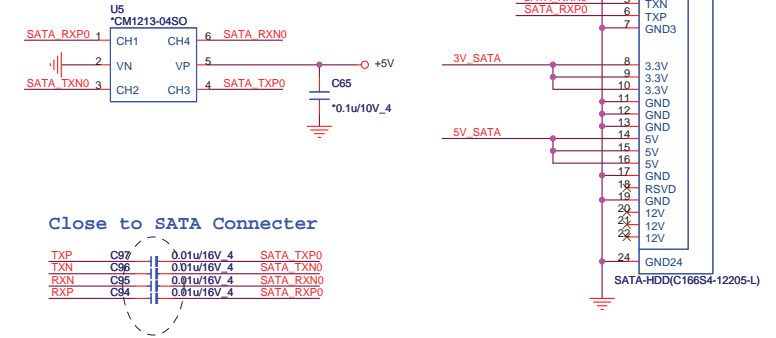 U5
*CM1213-04SO
SATA_RXP0 1 CH1 CH4 6 SATA_RXN0
2 VN VP 5 +5V
SATA_TXN0 3 CH2 CH3 4 SATA_TXP0
C65
*0.1u/10V_4
TXN
SATA_RXP0 6 TXP
7 GND3
3V_SATA 8 3.3V
9 3.3V
10 3.3V
11 GND
12 GND
13 GND
5V_SATA 14 5V
15 5V
16 5V
17 GND
18 RSVD
19 GND
20 12V
21 12V
22 12V
24 GND24
SATA-HDD(C166S4-12205-L)
Close to SATA Connecter
TXP C97 0.01u/16V_4 SATA_TXP0
TXN C96 0.01u/16V_4 SATA_TXN0
RXN C95 0.01u/16V_4 SATA_RXN0
RXP C94 0.01u/16V_4 SATA_RXP0